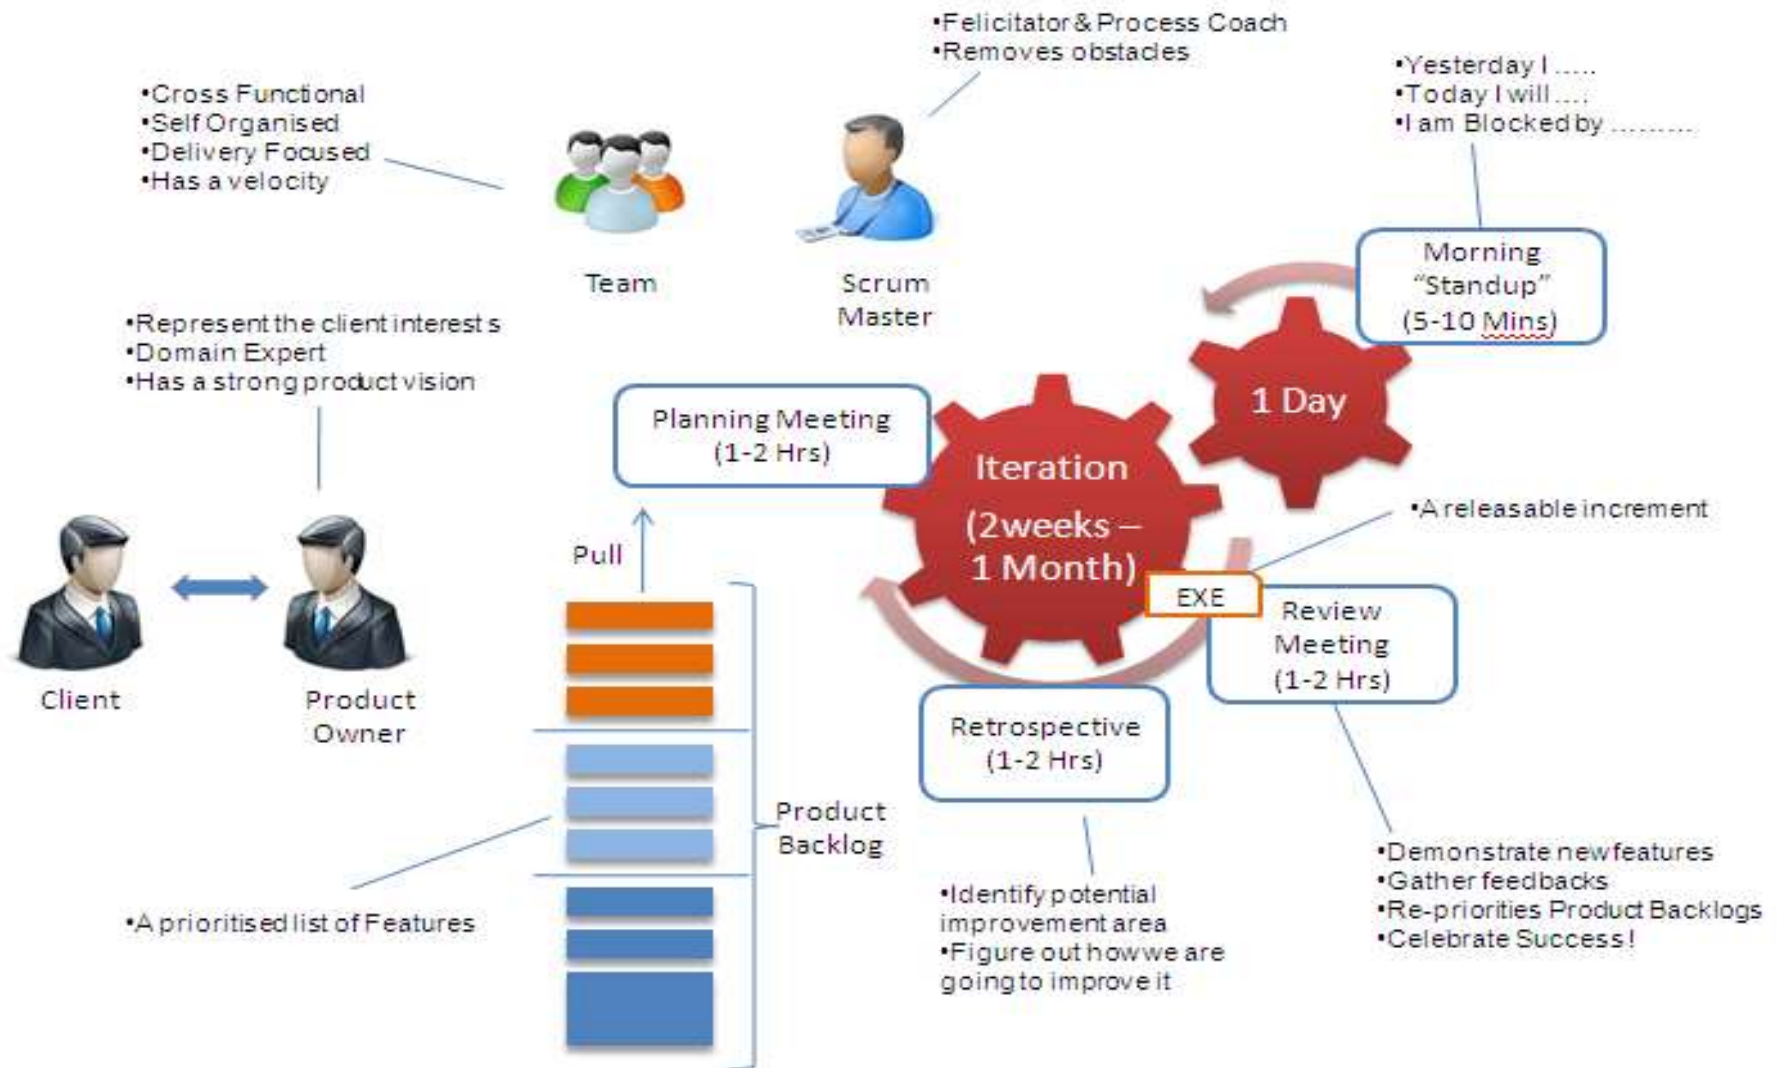 •Felicitator & Process Coach
•Removes obstacles
•Yesterday I .....
•Today I will ....
•I am Blocked by .........
•Cross Functional
•Self Organised
•Delivery Focused
•Has a velocity
Team
Scrum
Master
Morning
“Standup”
(5-10 Mins)
•Represent the client interests
•Domain Expert
•Has a strong product vision
Planning Meeting
(1-2 Hrs)
1 Day
Iteration
(2weeks –
1 Month)
•A releasable increment
Pull
EXE
Review
Meeting
(1-2 Hrs)
Client
Product
Owner
Retrospective
(1-2 Hrs)
Product
Backlog
•A prioritised list of Features
•Identify potential
improvement area
•Figure out how we are
going to improve it
•Demonstrate new features
•Gather feedbacks
•Re-priorities Product Backlogs
•Celebrate Success!